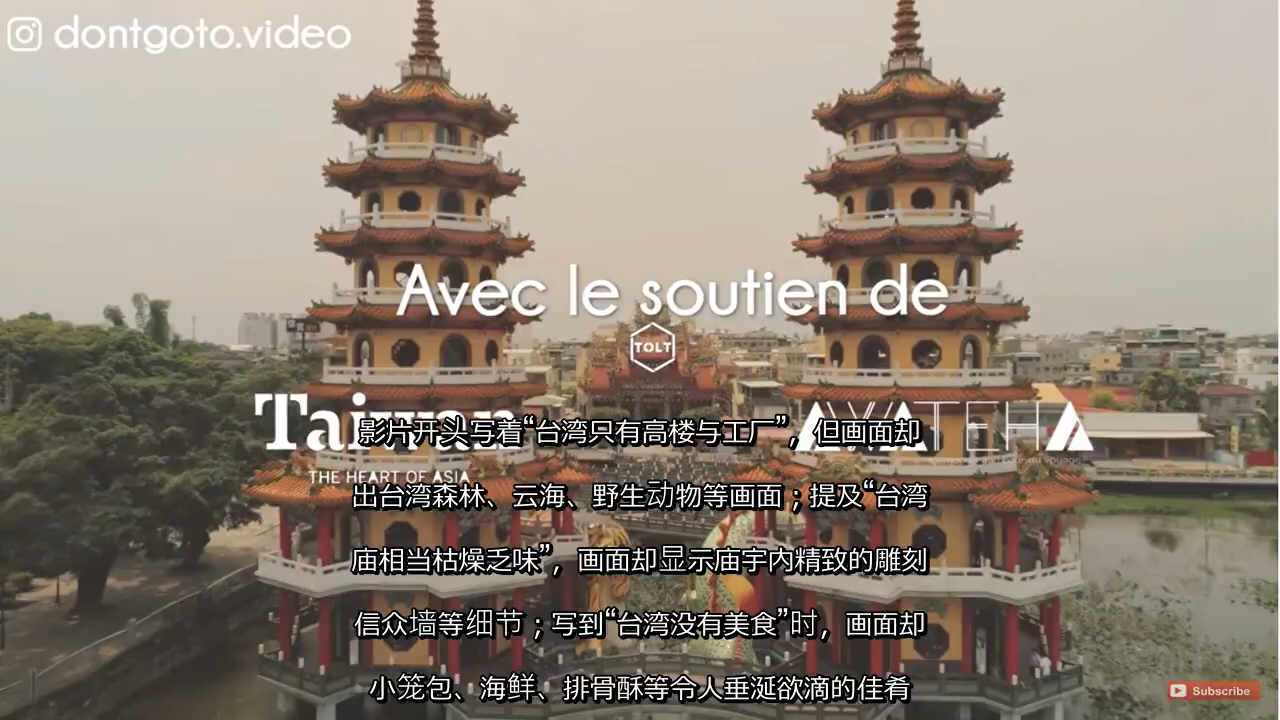 dontgoto.video
Avec le soutien de
TOLT
Taiwan
THE HEART OF ASIA
AWATEHA
影片开头写着“台湾只有高楼与工厂”，但画面却
出台湾森林、云海、野生动物等画面；提及“台湾
庙相当枯燥乏味”，画面却显示庙宇内精致的雕刻
信众墙等细节；写到“台湾没有美食”时，画面却
小笼包、海鲜、排骨酥等令人垂涎欲滴的佳肴
Subscribe